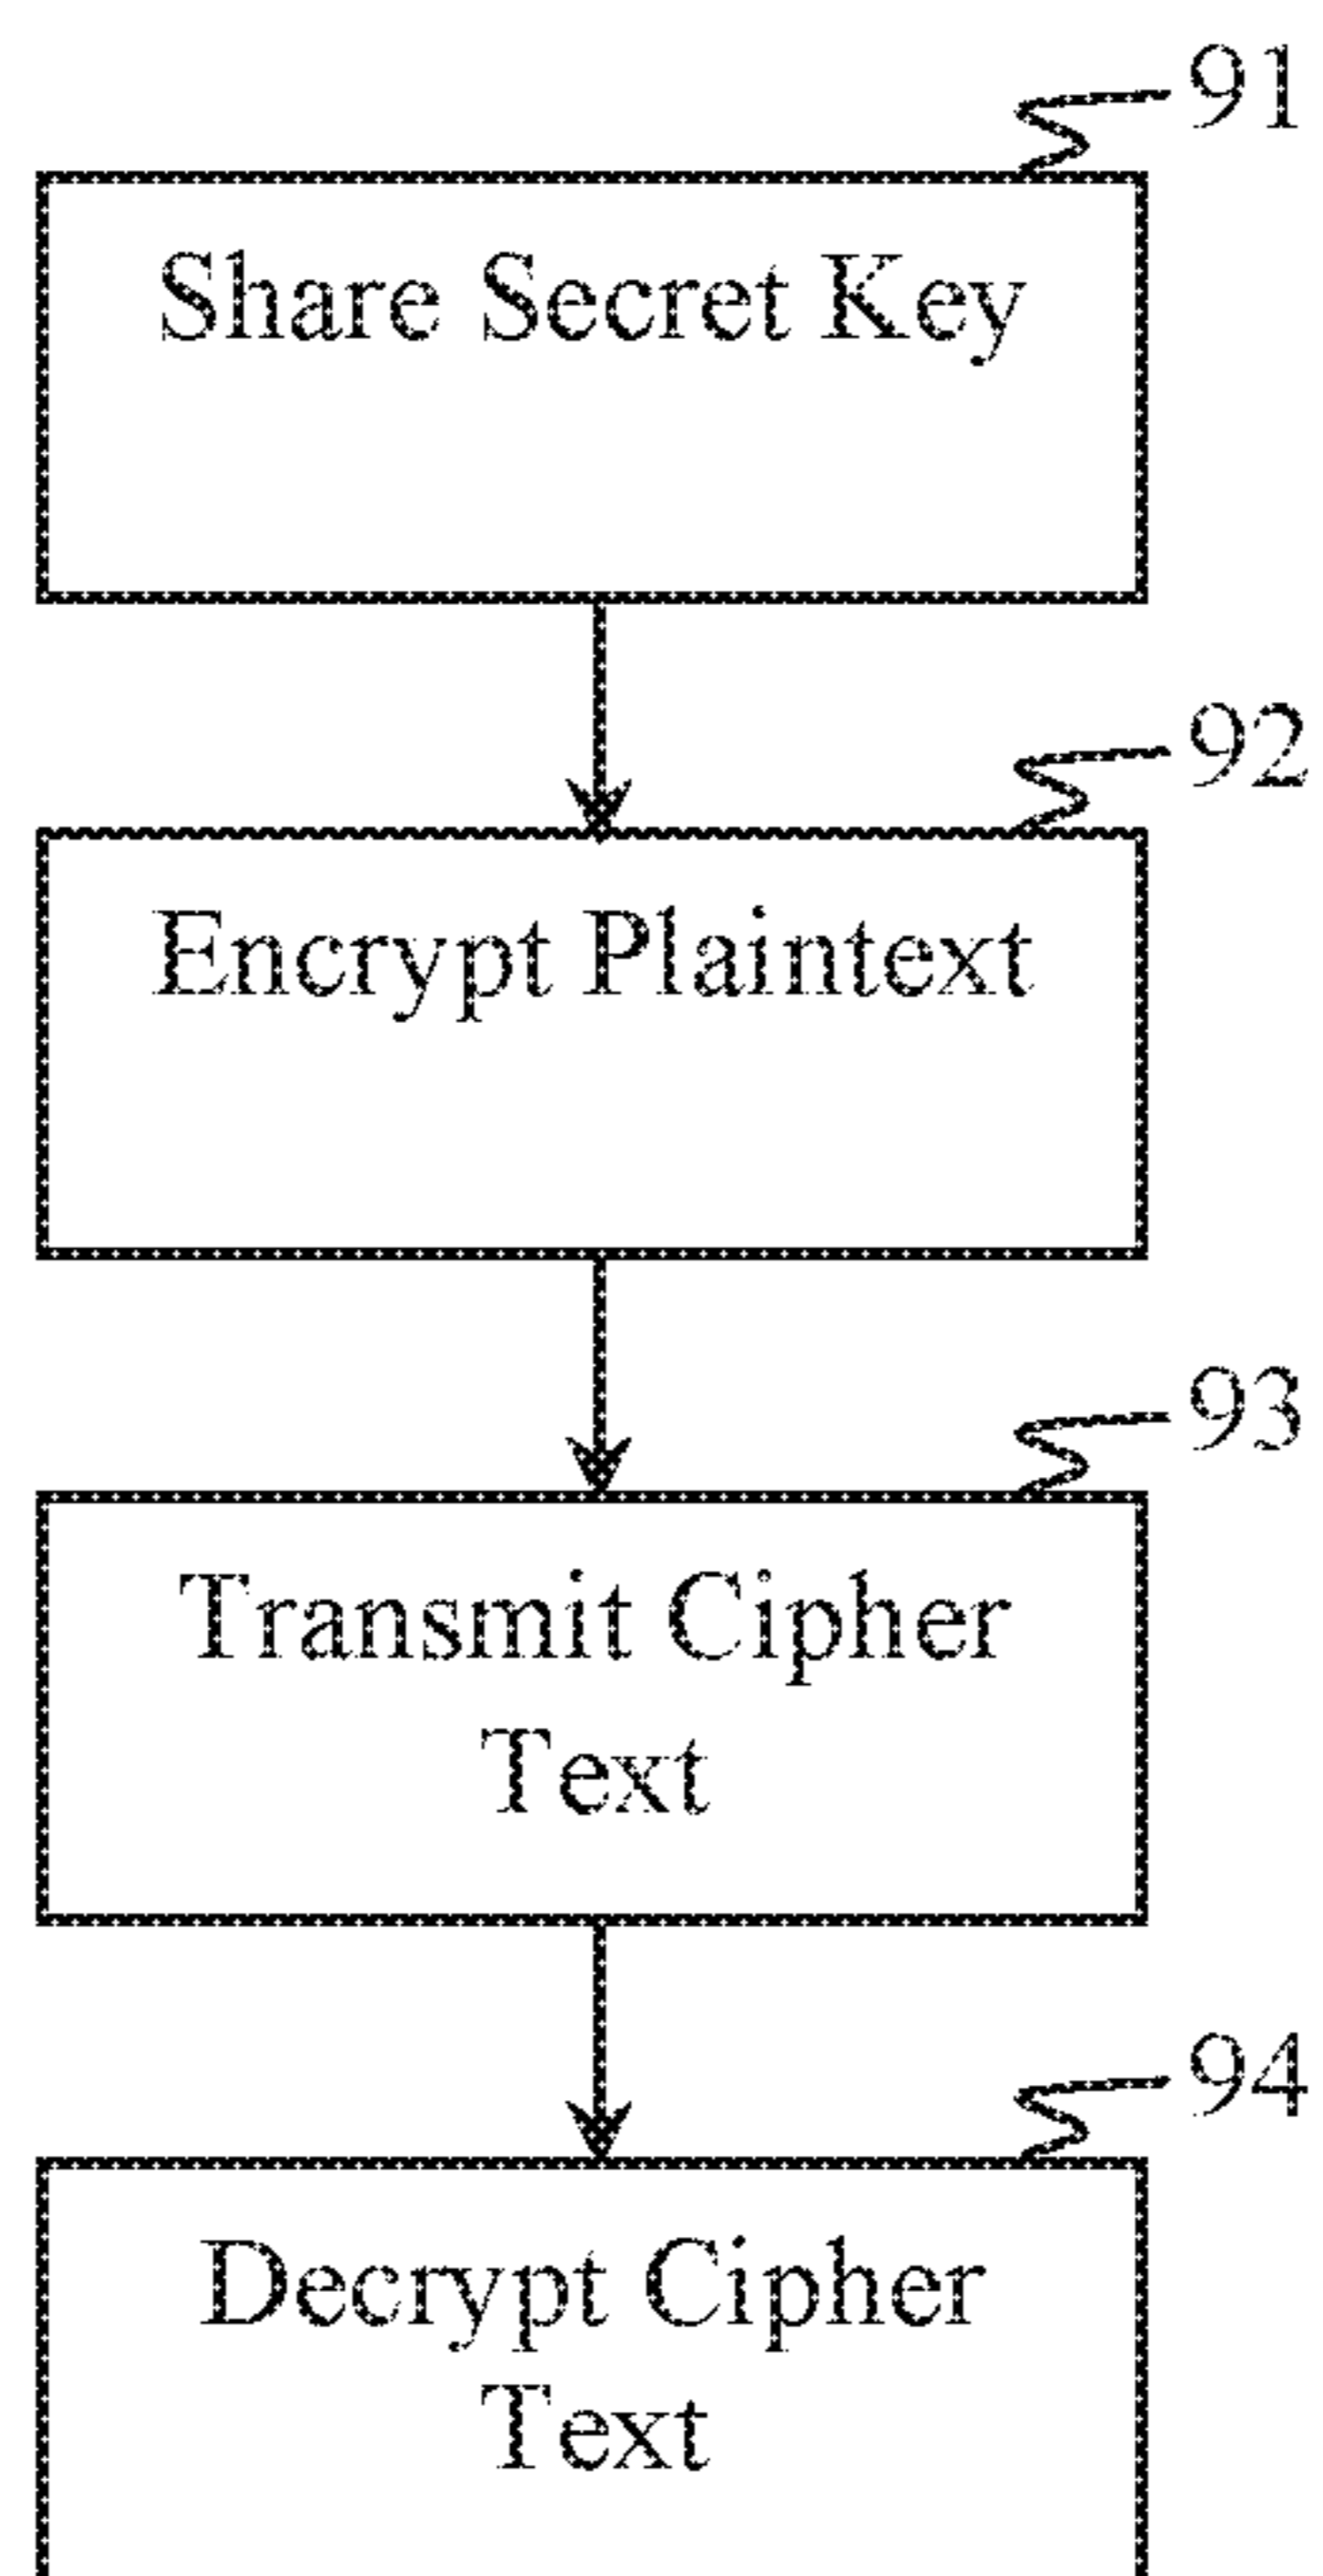 91
Share Secret Key
92
Encrypt Plaintext
93
Transmit Cipher
Text
94
Decrypt Cipher
Text